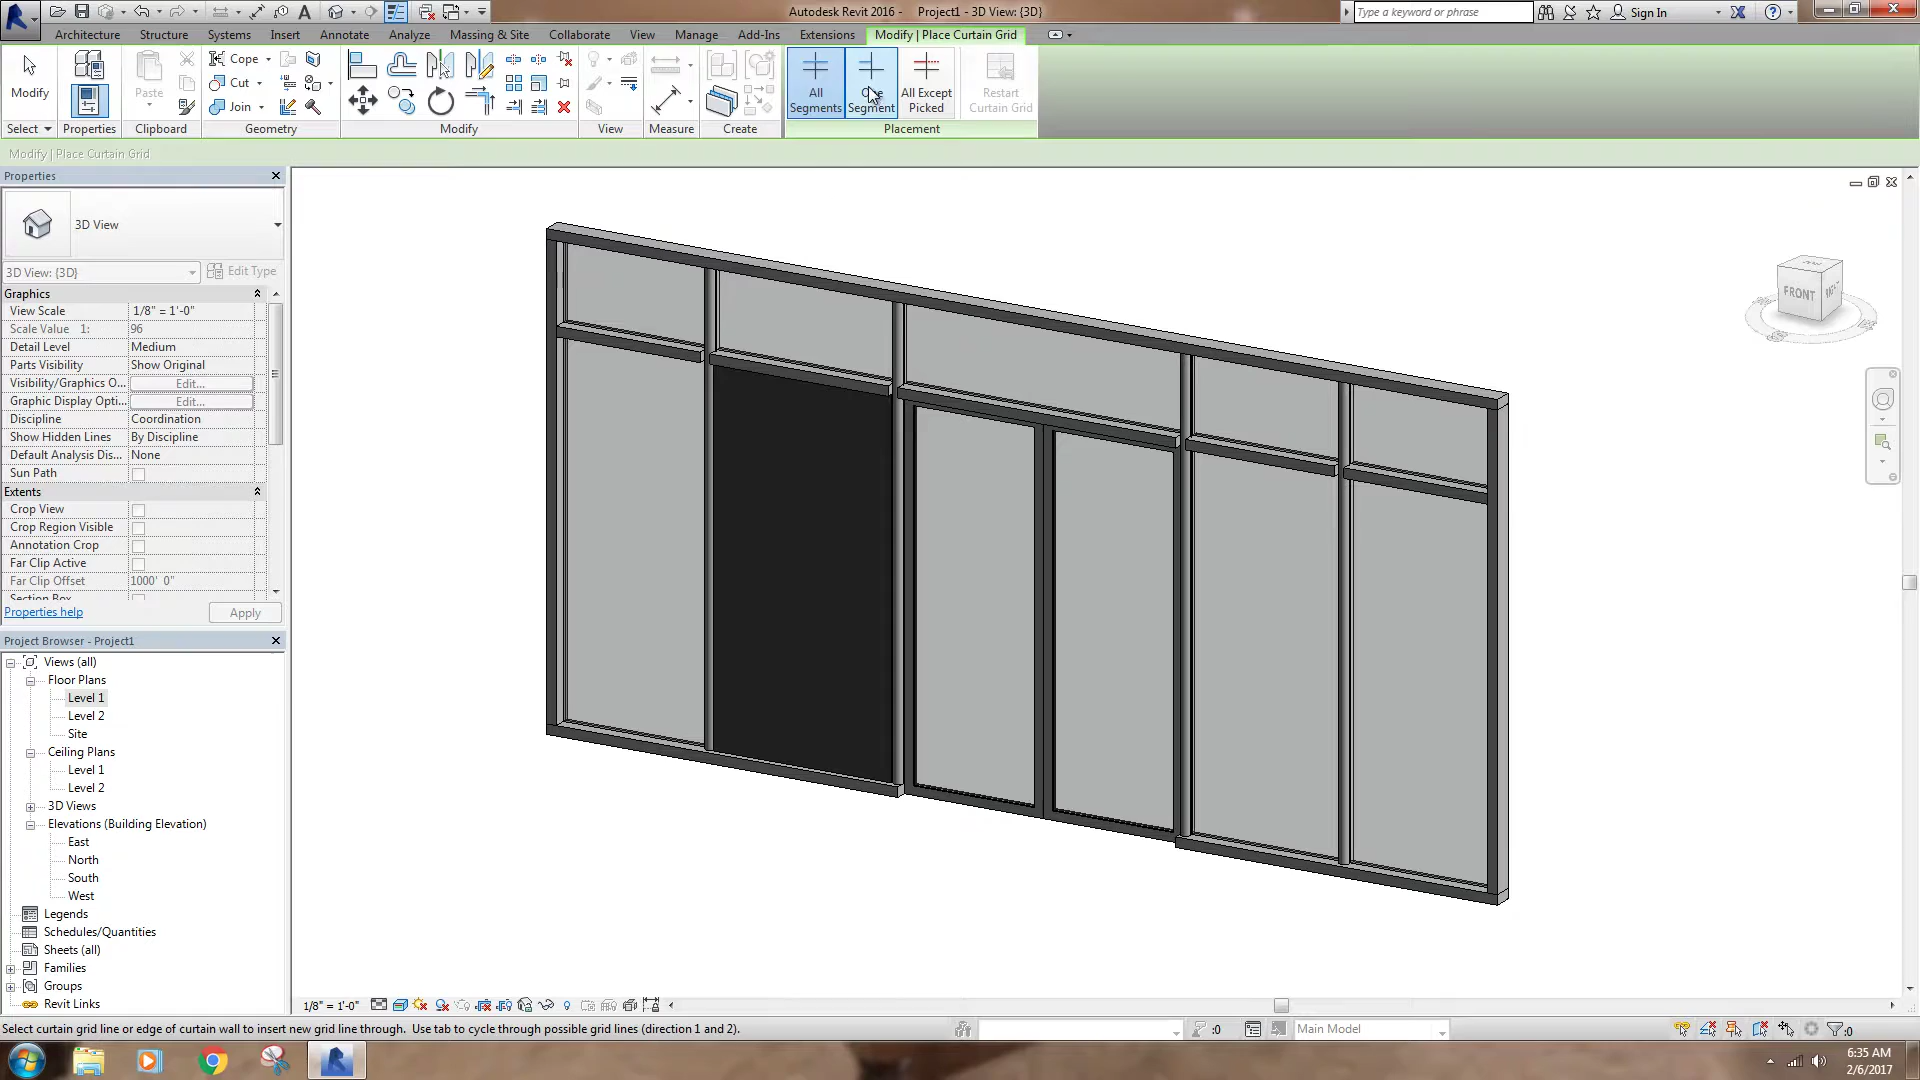 Autodesk Revit 2016 - Project1 - 3D View: {3D}
Type a keyword or phrase
Sign In
Architecture Structure Systems Insert Annotate Analyze Massing & Site Collaborate View Manage Add-Ins Extensions Modify | Place Curtain Grid
Modify
Paste
Cope
Cut
Join
All Segments
Segment
All Except Picked
Restart Curtain Grid
Select Properties Clipboard Geometry Modify View Measure Create Placement
Modify | Place Curtain Grid
Properties
3D View
3D View: {3D}
Edit Type
Graphics
View Scale 1/8" = 1'-0"
Scale Value 1: 96
Detail Level Medium
Parts Visibility Show Original
Visibility/Graphics O... Edit...
Graphic Display Opti... Edit...
Discipline Coordination
Show Hidden Lines By Discipline
Default Analysis Dis... None
Sun Path
Extents
Crop View
Crop Region Visible
Annotation Crop
Far Clip Active
Far Clip Offset 1000' 0"
Section Box
Properties help
Apply
Project Browser - Project1
Views (all)
Floor Plans
Level 1
Level 2
Site
Ceiling Plans
Level 1
Level 2
3D Views
Elevations (Building Elevation)
East
North
South
West
Legends
Schedules/Quantities
Sheets (all)
Families
Groups
Revit Links
FRONT
1/8" = 1'-0"
Select curtain grid line or edge of curtain wall to insert new grid line through. Use tab to cycle through possible grid lines (direction 1 and 2).
:0
Main Model
:0
6:35 AM
2/6/2017